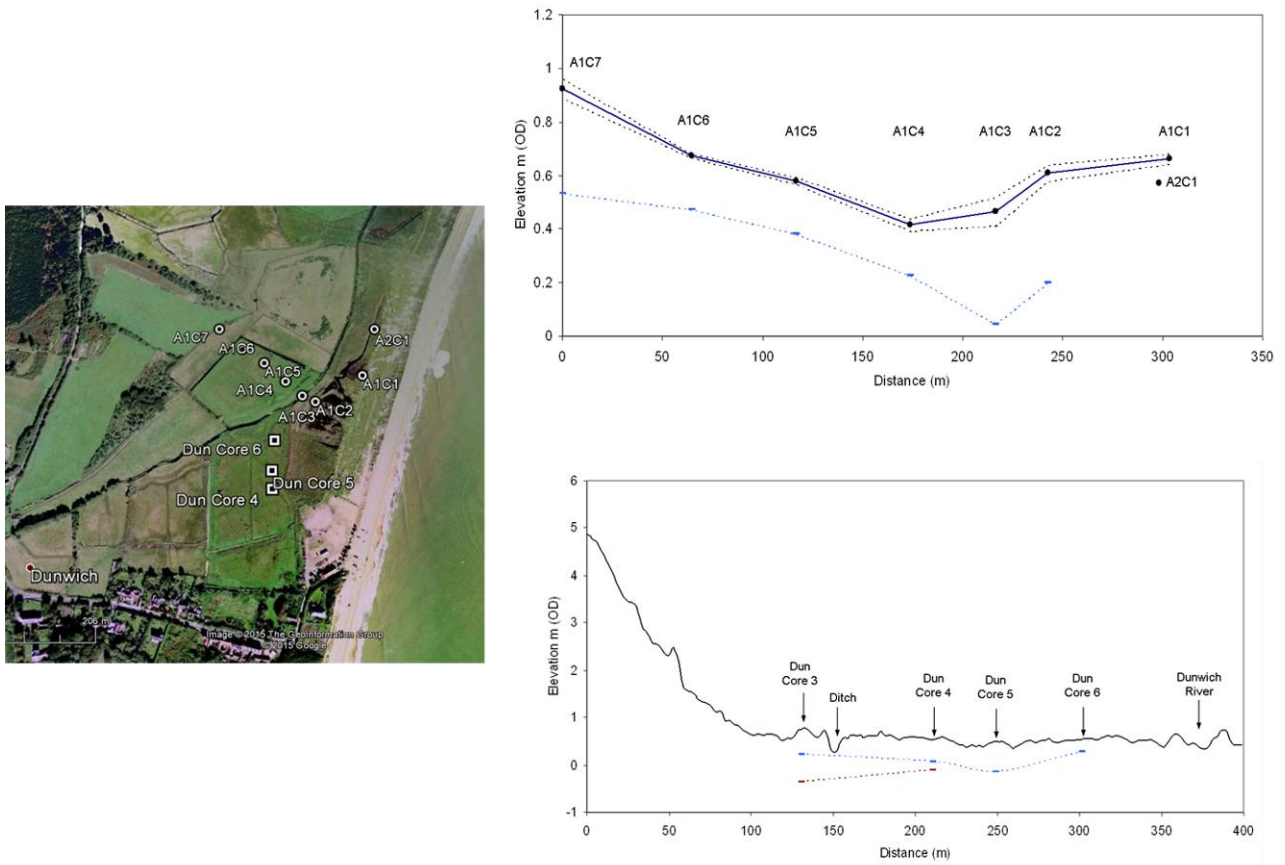 A1C7
A1C6
A1C5
A1C4
A1C3
A1C2
A1C1
A2C1
Dun Core 6
Dun Core 5
Dun Core 4
Dunwich
206 m
Image © 2015 The GeoInformation Group
© 2015 Google
1.2
1
0.8
0.6
0.4
0.2
0
Elevation m (OD)
A1C7
A1C6
A1C5
A1C4
A1C3
A1C2
A1C1
A2C1
0 50 100 150 200 250 300 350
Distance (m)
6
5
4
3
2
1
0
-1
Elevation m (OD)
Dun
Core 3
Ditch
Dun
Core 4
Dun
Core 5
Dun
Core 6
Dunwich
River
0 50 100 150 200 250 300 350 400
Distance (m)